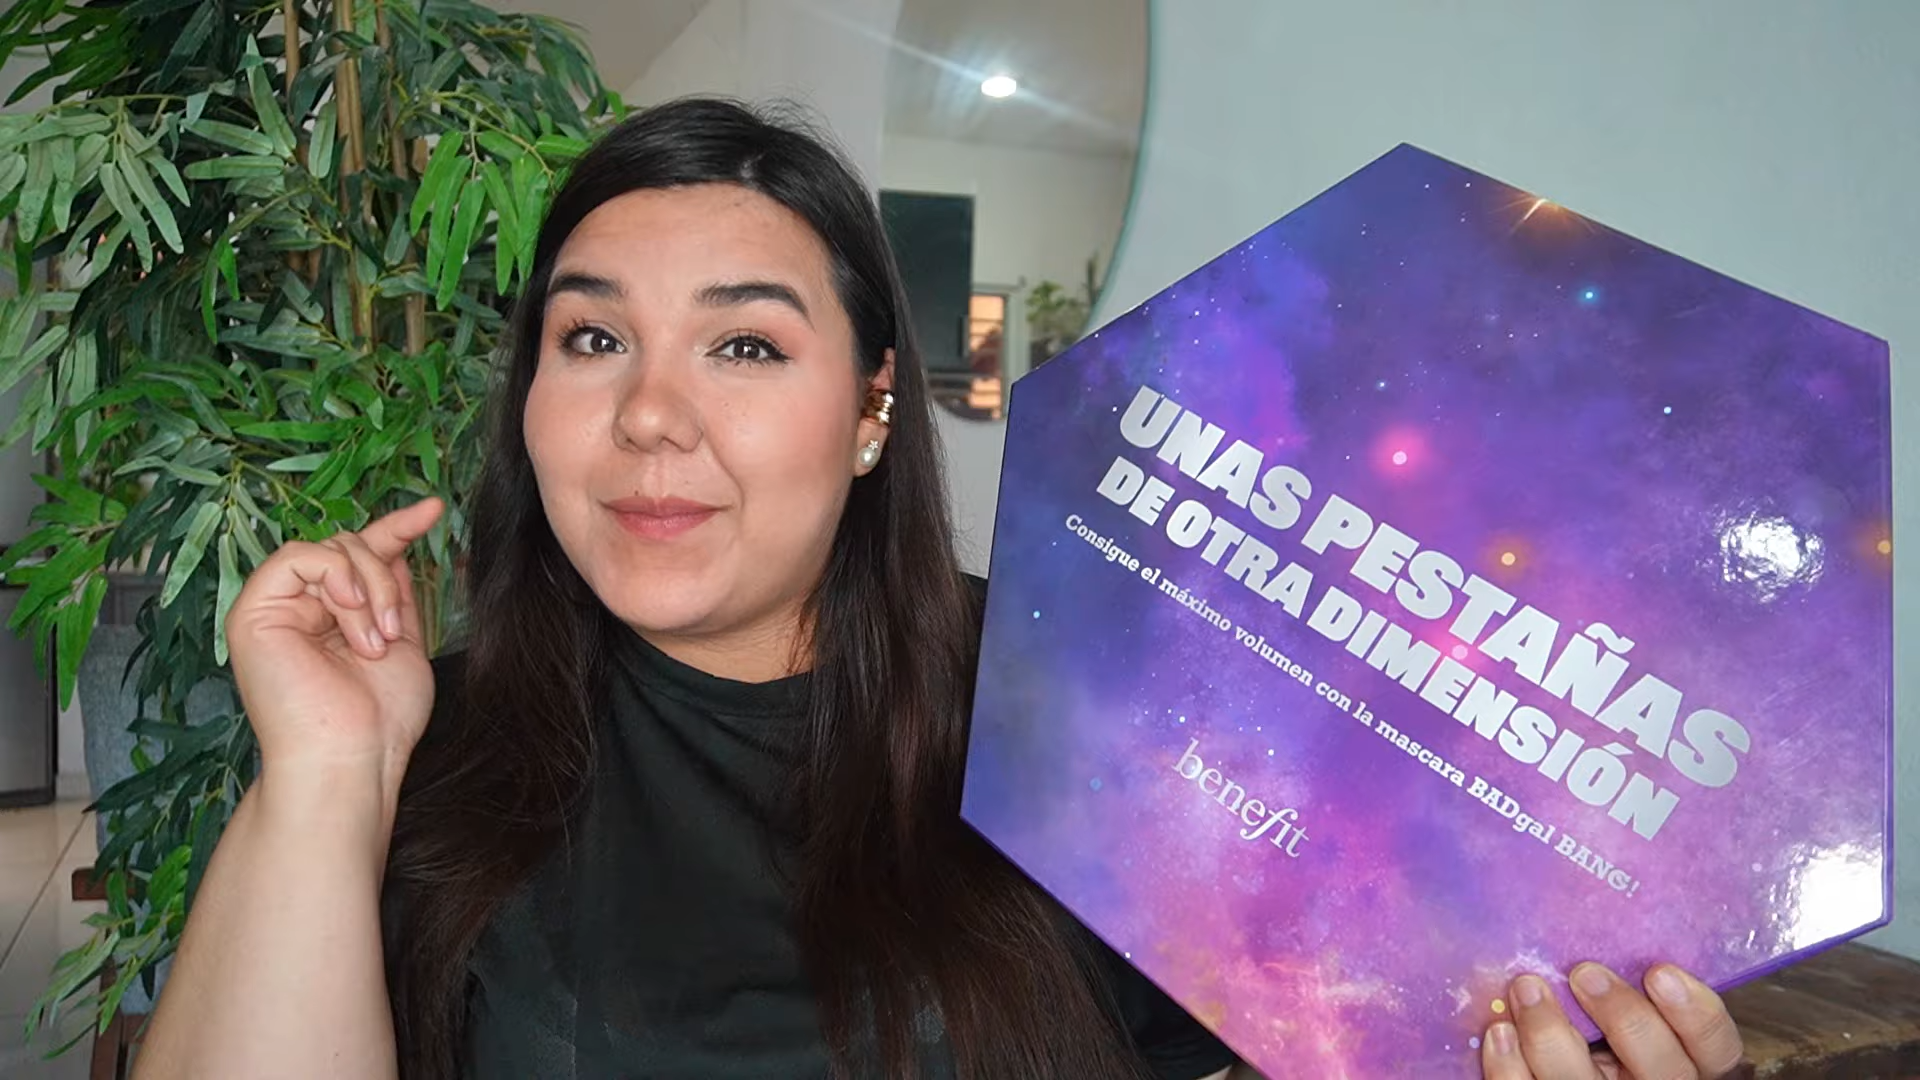 UNAS PESTAÑAS
DE OTRA DIMENSIÓN
Consigue el máximo volumen con la mascara BADgal BANG!
benefit